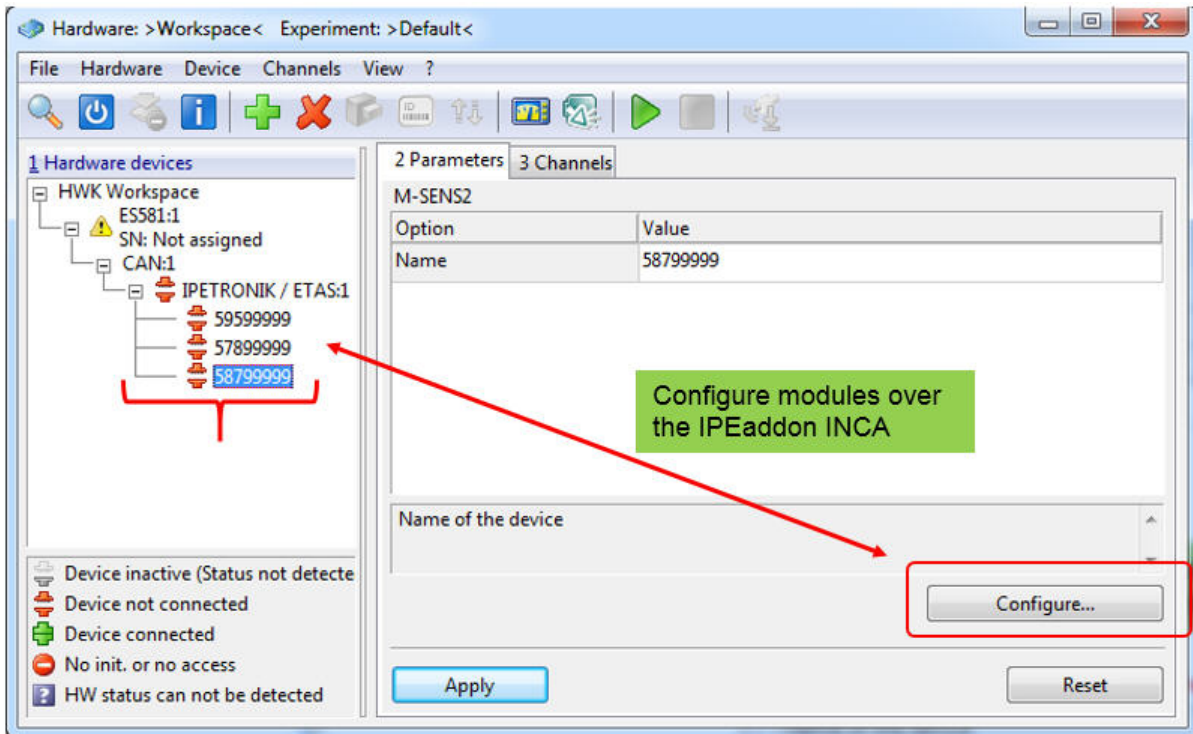 Hardware: >Workspace<  Experiment: >Default<
File Hardware Device Channels View ?
1 Hardware devices
HWK Workspace
ES581:1
SN: Not assigned
CAN:1
IPETRONIK / ETAS:1
59599999
57899999
58799999
Device inactive (Status not detecte
Device not connected
Device connected
No init. or no access
HW status can not be detected
2 Parameters 3 Channels
M-SENS2
Option Value
Name 58799999
Configure modules over
the IPEaddon INCA
Name of the device
Configure...
Apply Reset